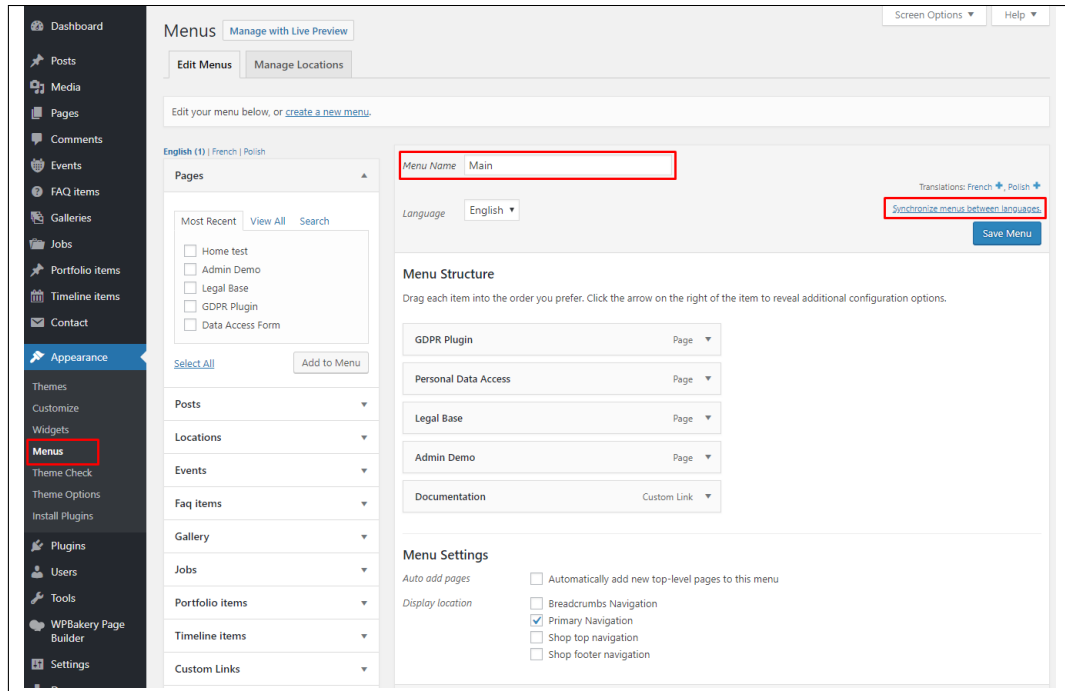 Screen Options ▼
Help ▼
Dashboard
Posts
Media
Pages
Comments
Events
FAQ items
Galleries
Jobs
Portfolio items
Timeline items
Contact
Appearance
Themes
Customize
Widgets
Menus
Theme Check
Theme Options
Install Plugins
Plugins
Users
Tools
WPBakery Page
Builder
Settings
Menus
Manage with Live Preview
Edit Menus
Manage Locations
Edit your menu below, or create a new menu.
English (1) | French | Polish
Pages
Most Recent
View All
Search
Home test
Admin Demo
Legal Base
GDPR Plugin
Data Access Form
Select All
Add to Menu
Posts
Locations
Events
Faq items
Gallery
Jobs
Portfolio items
Timeline items
Custom Links
Menu Name Main
Translations: French +, Polish +
Language English ▼
Synchronize menus between languages.
Save Menu
Menu Structure
Drag each item into the order you prefer. Click the arrow on the right of the item to reveal additional configuration options.
GDPR Plugin Page
Personal Data Access Page
Legal Base Page
Admin Demo Page
Documentation Custom Link
Menu Settings
Auto add pages Automatically add new top-level pages to this menu
Display location Breadcrumbs Navigation
Primary Navigation
Shop top navigation
Shop footer navigation